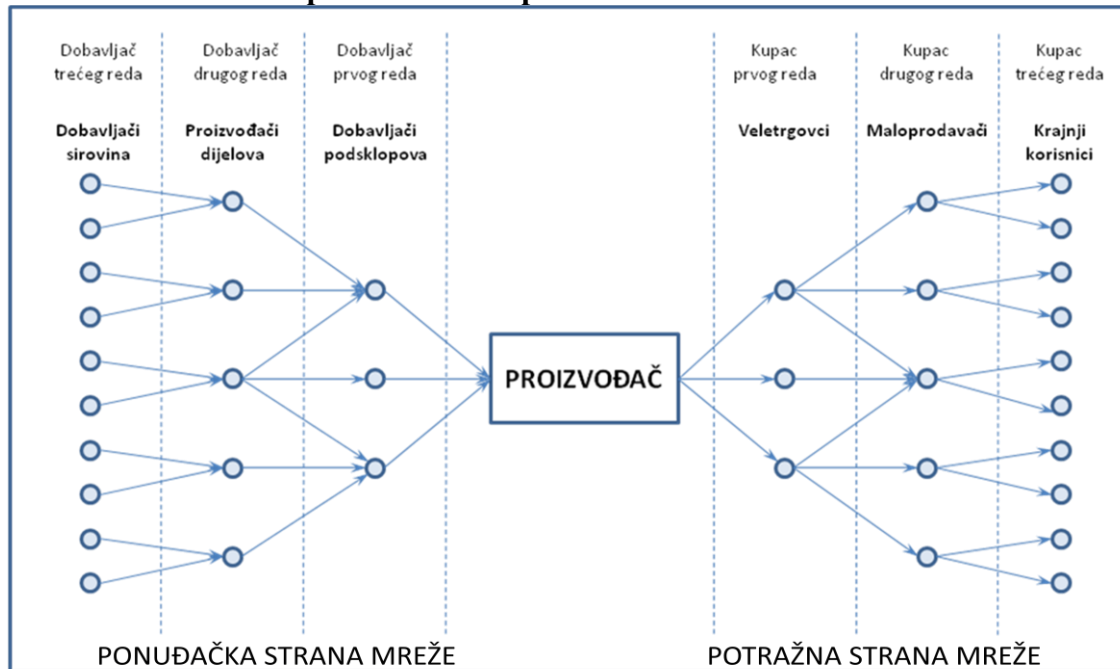 Dobavljač
trećeg reda
Dobavljač
drugog reda
Dobavljač
prvog reda
Kupac
prvog reda
Kupac
drugog reda
Kupac
trećeg reda
Dobavljači
sirovina
Proizvođači
dijelova
Dobavljači
podsklopova
Veletrgovci
Maloprodavači
Krajnji
korisnici
PROIZVOĐAČ
PONUĐAČKA STRANA MREŽE
POTRAŽNA STRANA MREŽE